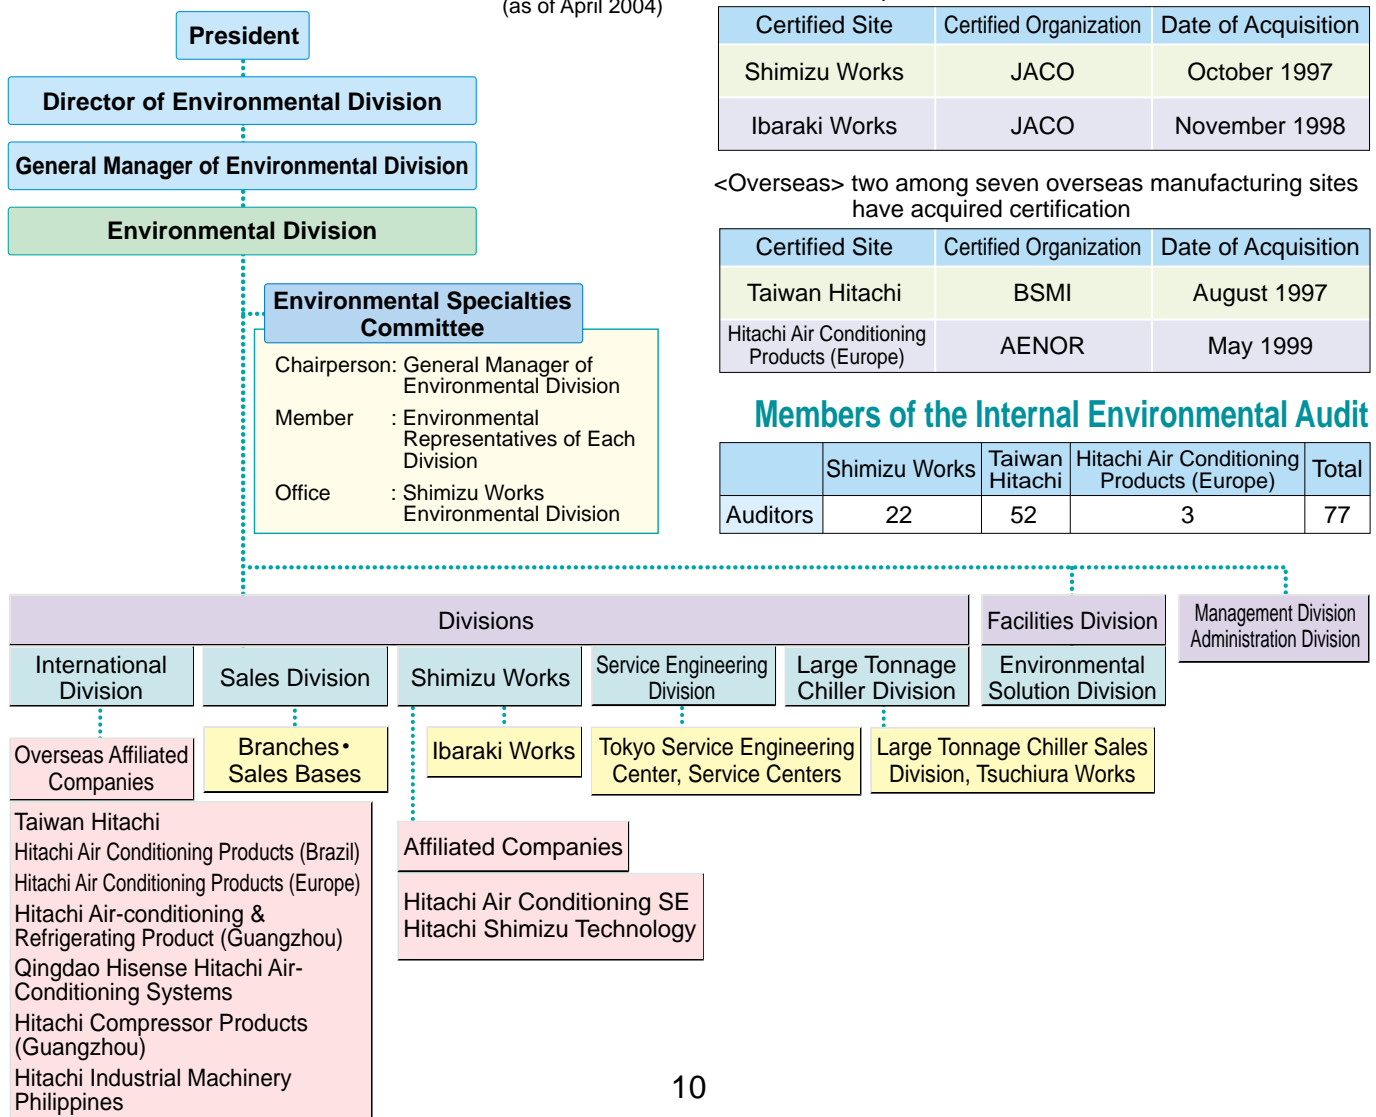 (as of April 2004)
President
Director of Environmental Division
General Manager of Environmental Division
Environmental Division
Environmental Specialties
Committee
Chairperson: General Manager of
Environmental Division
Member : Environmental
Representatives of Each
Division
Office : Shimizu Works
Environmental Division
Certified Site Certified Organization Date of Acquisition
Shimizu Works JACO October 1997
Ibaraki Works JACO November 1998
<Overseas> two among seven overseas manufacturing sites
have acquired certification
Certified Site Certified Organization Date of Acquisition
Taiwan Hitachi BSMI August 1997
Hitachi Air Conditioning
Products (Europe) AENOR May 1999
Members of the Internal Environmental Audit
Shimizu Works Taiwan
Hitachi Hitachi Air Conditioning
Products (Europe) Total
Auditors 22 52 3 77
Divisions
Facilities Division
Management Division
Administration Division
International
Division
Sales Division
Shimizu Works
Service Engineering
Division
Large Tonnage
Chiller Division
Environmental
Solution Division
Overseas Affiliated
Companies
Branches・
Sales Bases
Ibaraki Works
Tokyo Service Engineering
Center, Service Centers
Large Tonnage Chiller Sales
Division, Tsuchiura Works
Taiwan Hitachi
Hitachi Air Conditioning Products (Brazil)
Hitachi Air Conditioning Products (Europe)
Hitachi Air-conditioning &
Refrigerating Product (Guangzhou)
Qingdao Hisense Hitachi Air-
Conditioning Systems
Hitachi Compressor Products
(Guangzhou)
Hitachi Industrial Machinery
Philippines
Affiliated Companies
Hitachi Air Conditioning SE
Hitachi Shimizu Technology
10